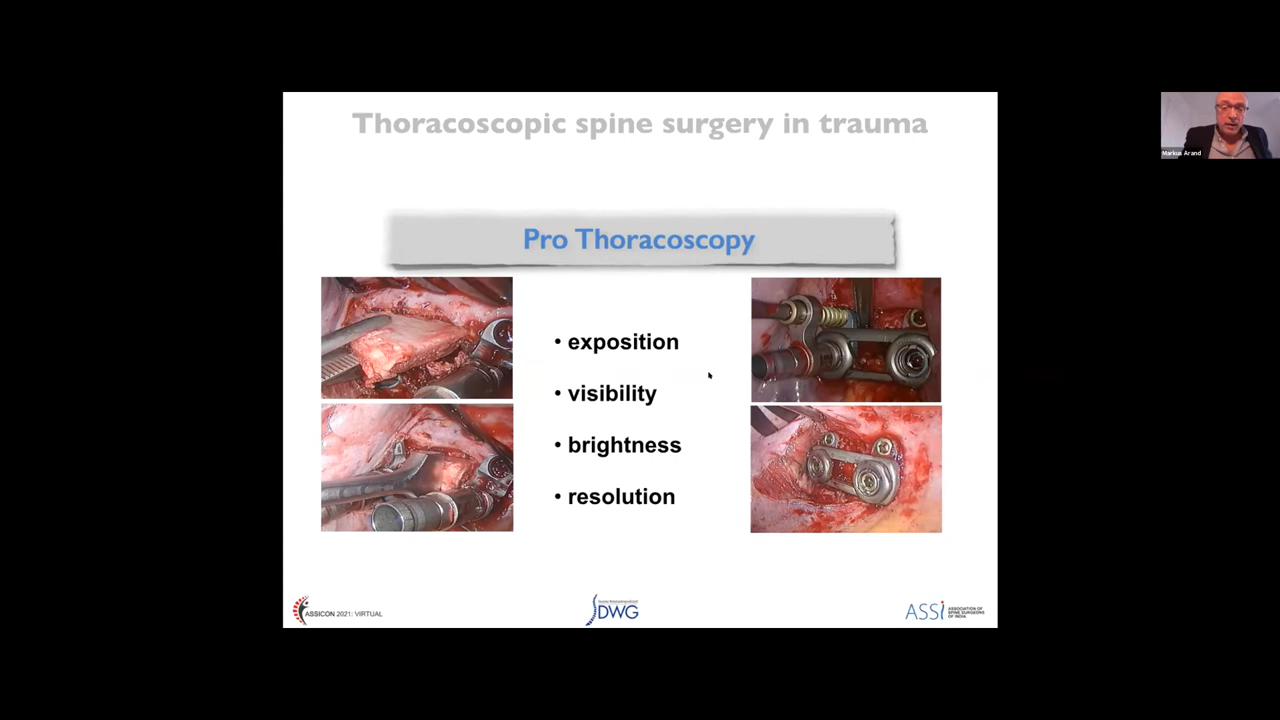 Thoracoscopic spine surgery in trauma
Markus Arand
Pro Thoracoscopy
• exposition
• visibility
• brightness
• resolution
ASSICON 2021: VIRTUAL
DWG
ASSI
ASSOCIATION OF
SPINE SURGEONS
OF INDIA